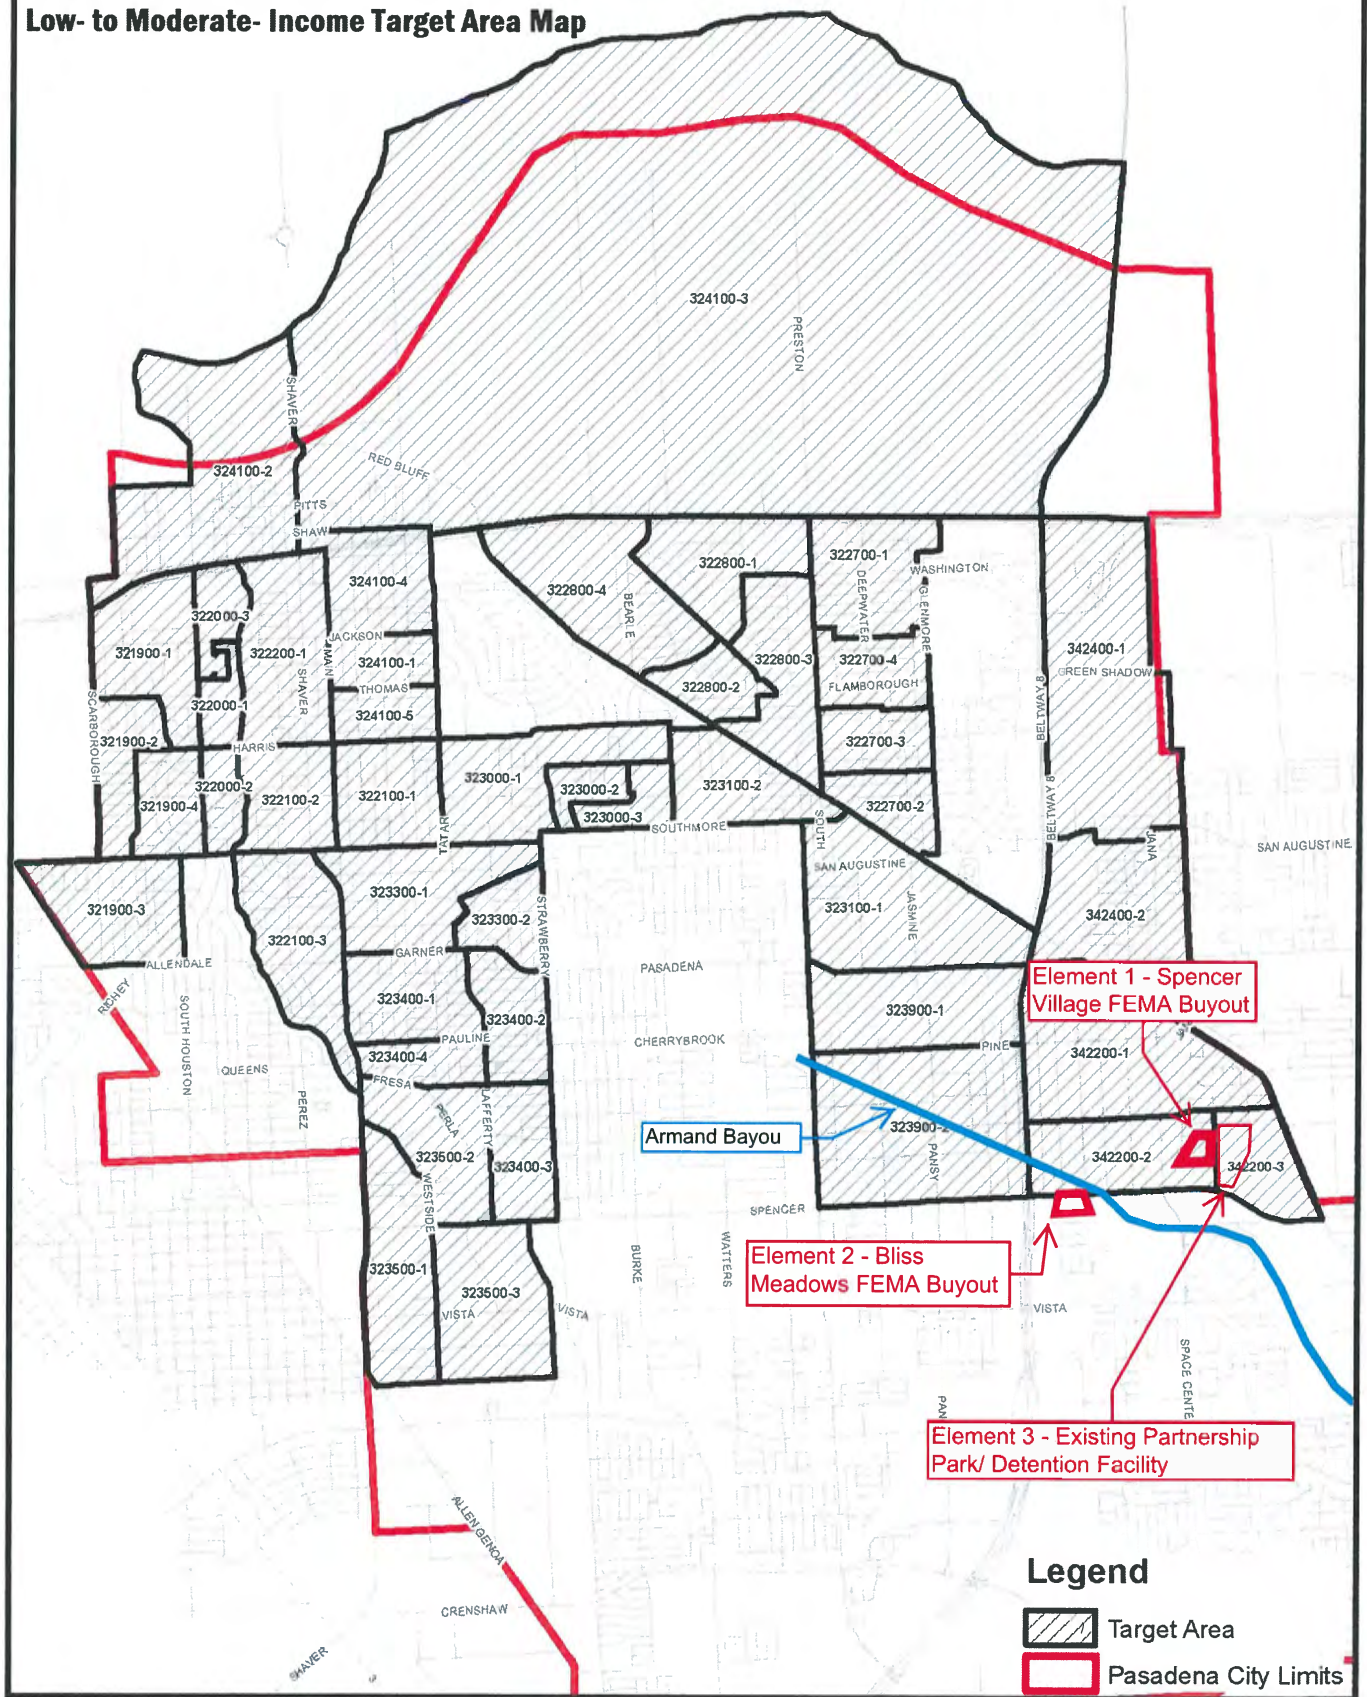 Low- to Moderate- Income Target Area Map
324100-3
PRESTON
SHAVER
324100-2
RED BLUFF
PITTS
SHAW
324100-4
322800-4
322800-1
322700-1
WASHINGTON
BEARLE
DEEPWATER
GLENMORE
322000-3
321900-1
322200-1
MAIN
JACKSON
324100-1
322800-3
322700-4
342400-1
GREEN SHADOW
SHAVER
THOMAS
322800-2
FLAMBOROUGH
SCARBOROUGH
322000-1
324100-5
BELTWAY 8
321900-2
HARRIS
322700-3
323000-1
323000-2
323100-2
322000-2
322100-2
322100-1
321900-4
322700-2
BELTWAY 8
323000-3
SOUTHMORE
TATAR
SOUTH
JANA
SAN AUGUSTINE
SAN AUGUSTINE
323300-1
321900-3
323300-2
STRAWBERRY
323100-1
JASMINE
342400-2
322100-3
GARNER
ALLENDALE
PASADENA
RICHEY
SOUTH HOUSTON
323400-1
323400-2
323900-1
Element 1 - Spencer
Village FEMA Buyout
PAULINE
CHERRYBROOK
PINE
342200-1
323400-4
QUEENS
FRESA
PEREZ
PERLA
LAFFERTY
Armand Bayou
323900-2
PANSY
323500-2
323400-3
342200-2
342200-3
WESTSIDE
SPENCER
BURKE
WATTERS
Element 2 - Bliss
Meadows FEMA Buyout
323500-1
323500-3
VISTA
VISTA
VISTA
SPACE CENTE
PAN
Element 3 - Existing Partnership
Park/ Detention Facility
ALLEN GENOA
CRENSHAW
SHAVER
Legend
Target Area
Pasadena City Limits